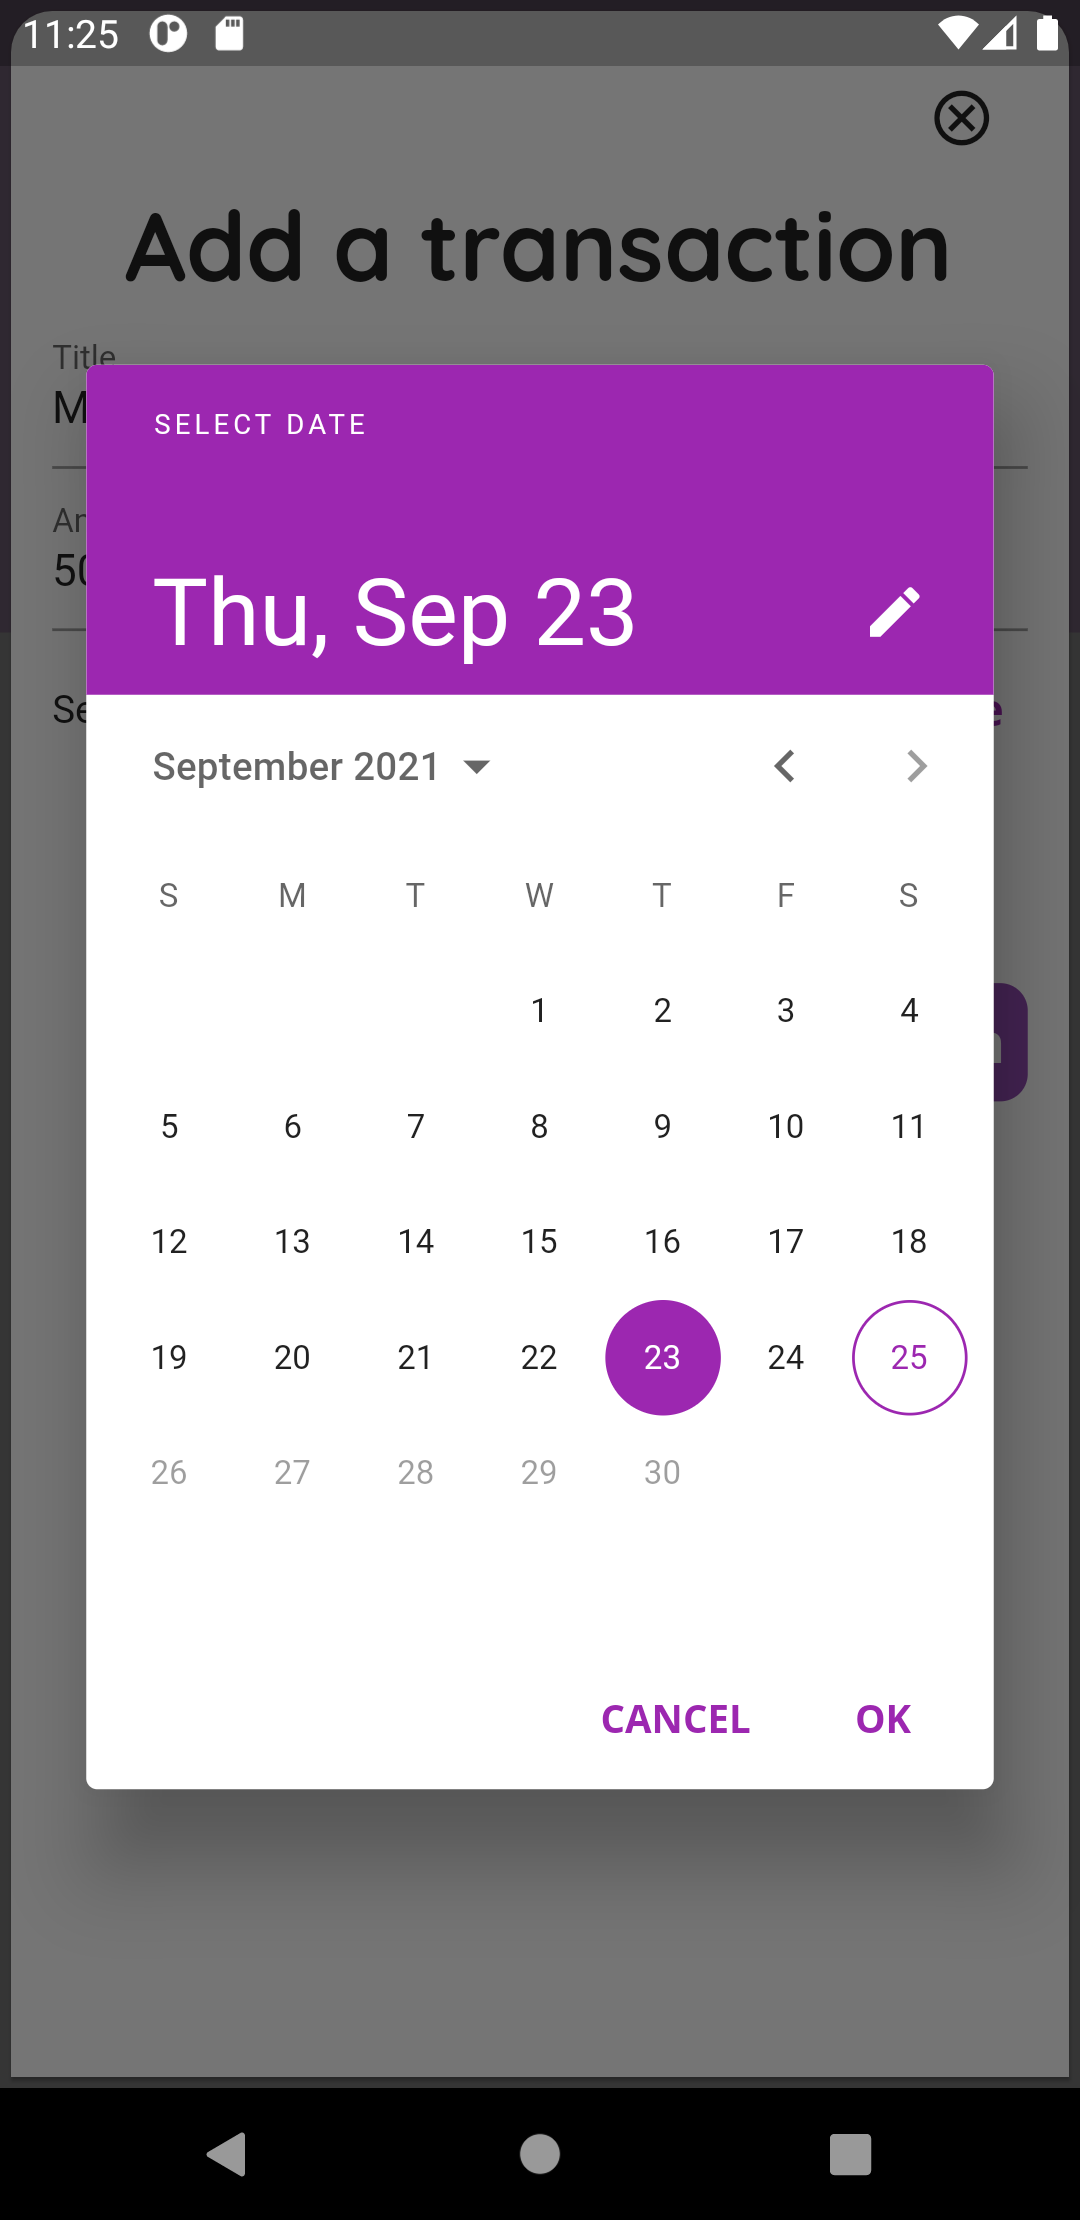 11:25
Add a transaction
Title
SELECT DATE
Thu, Sep 23
September 2021
S M T W T F S
1 2 3 4
5 6 7 8 9 10 11
12 13 14 15 16 17 18
19 20 21 22 23 24 25
26 27 28 29 30
CANCEL OK